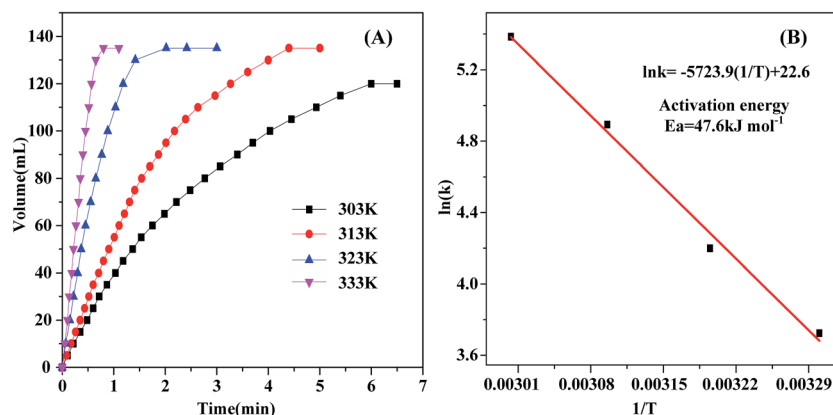 (A)
Volume(mL)
140
120
100
80
60
40
20
0
303K
313K
323K
333K
0 1 2 3 4 5 6 7
Time(min)
(B)
lnk= -5723.9(1/T)+22.6
Activation energy
Ea=47.6kJ mol⁻¹
ln(k)
5.2
4.8
4.4
4.0
3.6
0.00301 0.00308 0.00315 0.00322 0.00329
1/T